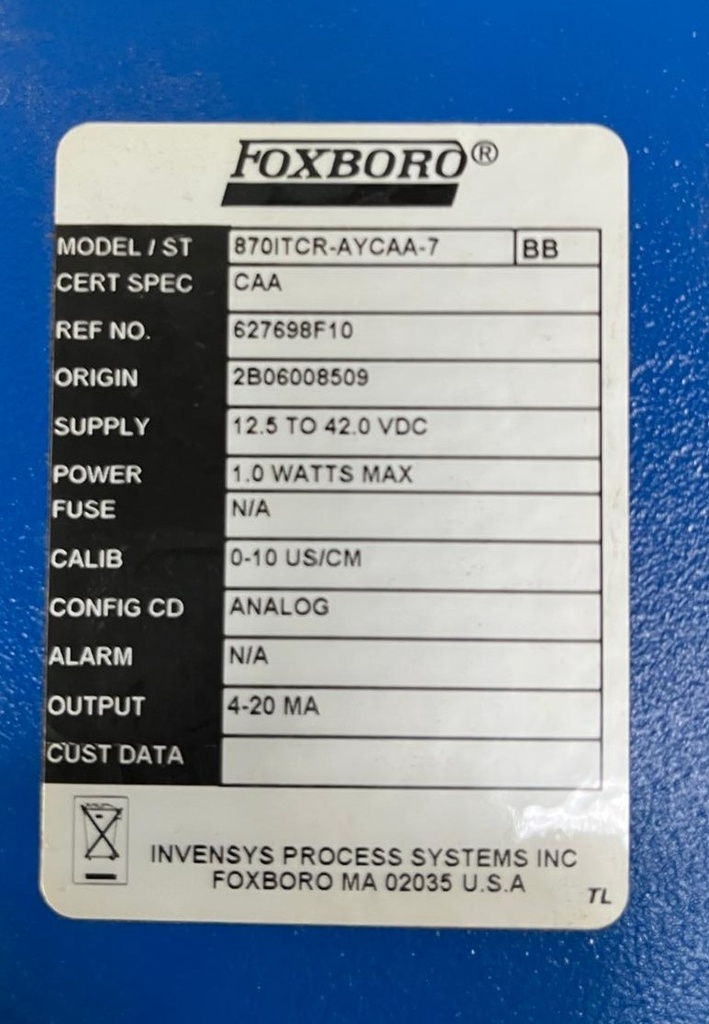 FOXBORO®
MODEL / ST 870ITCR-AYCAA-7 BB
CERT SPEC CAA
REF NO. 627698F10
ORIGIN 2B06008509
SUPPLY 12.5 TO 42.0 VDC
POWER 1.0 WATTS MAX
FUSE N/A
CALIB 0-10 US/CM
CONFIG CD ANALOG
ALARM N/A
OUTPUT 4-20 MA
CUST DATA
INVENSYS PROCESS SYSTEMS INC
FOXBORO MA 02035 U.S.A
TL